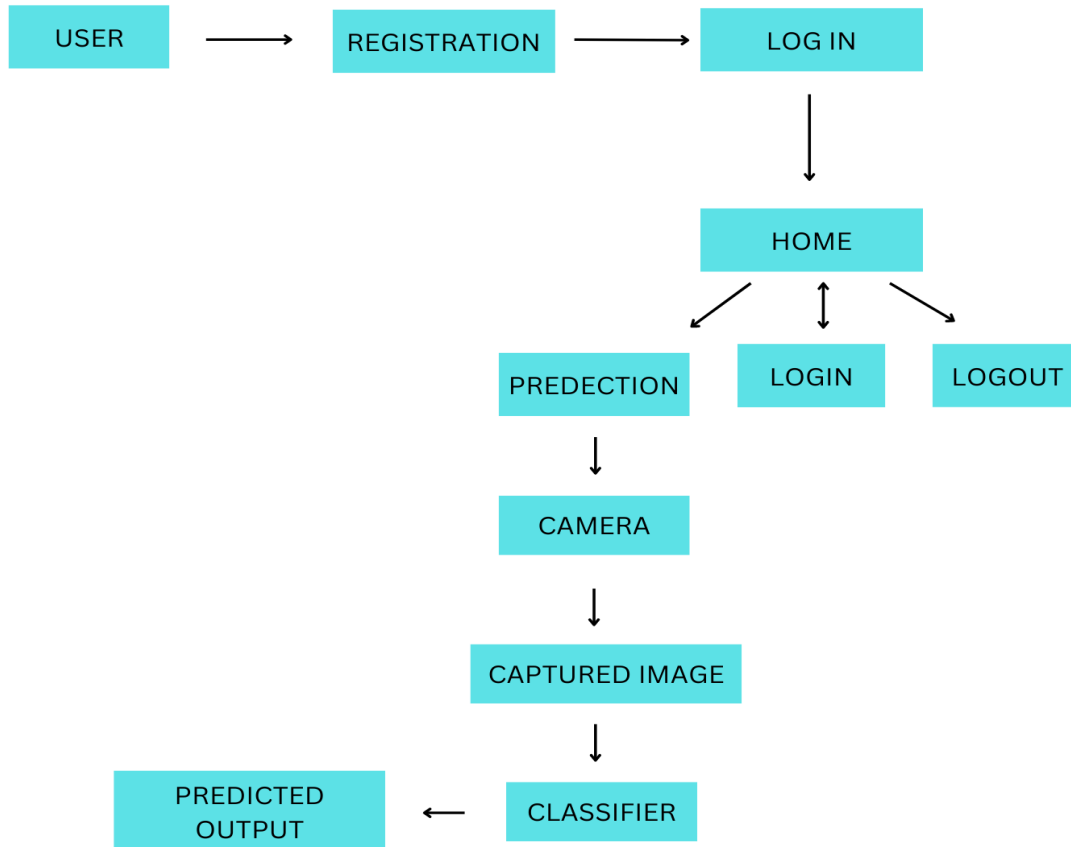 USER
REGISTRATION
LOG IN
HOME
PREDECTION
LOGIN
LOGOUT
CAMERA
CAPTURED IMAGE
CLASSIFIER
PREDICTED
OUTPUT